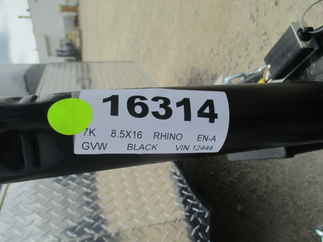 16314
7K 8.5X16 RHINO EN-A
GVW BLACK VIN 12444